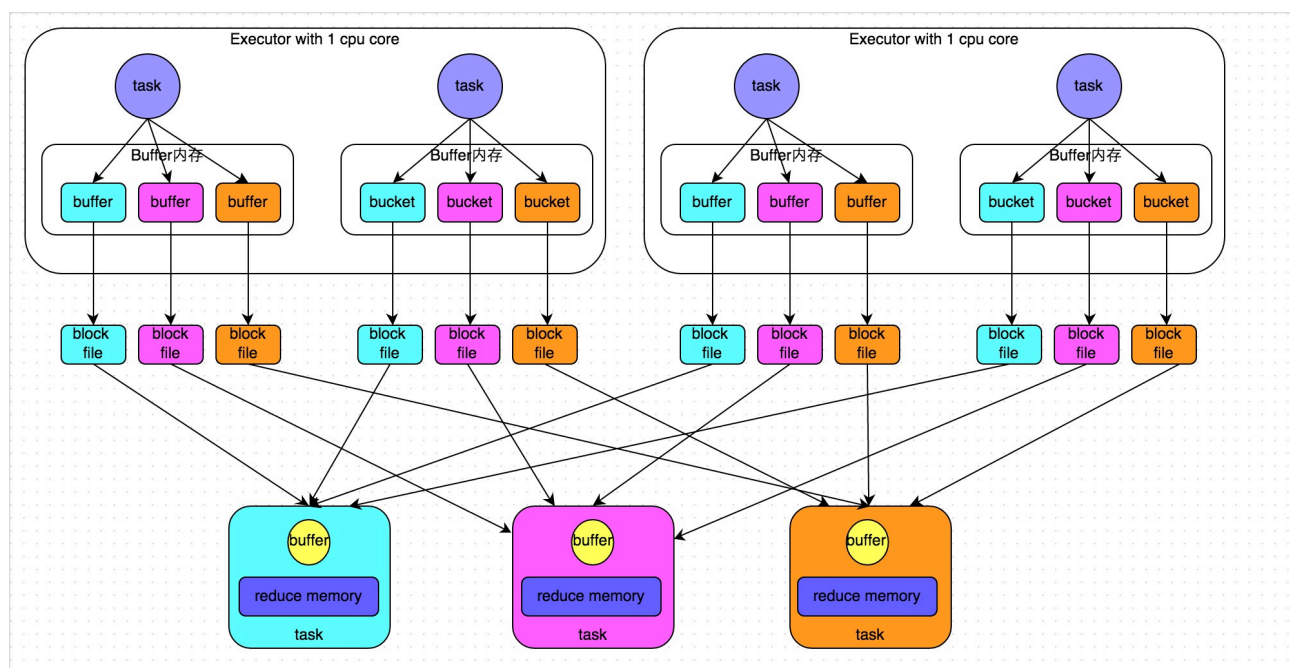 Executor with 1 cpu core
Executor with 1 cpu core
task
task
task
task
Buffer内存
Buffer内存
Buffer内存
Buffer内存
buffer
buffer
buffer
bucket
bucket
bucket
buffer
buffer
buffer
bucket
bucket
bucket
block
file
block
file
block
file
block
file
block
file
block
file
block
file
block
file
block
file
block
file
block
file
block
file
buffer
reduce memory
task
buffer
reduce memory
task
buffer
reduce memory
task